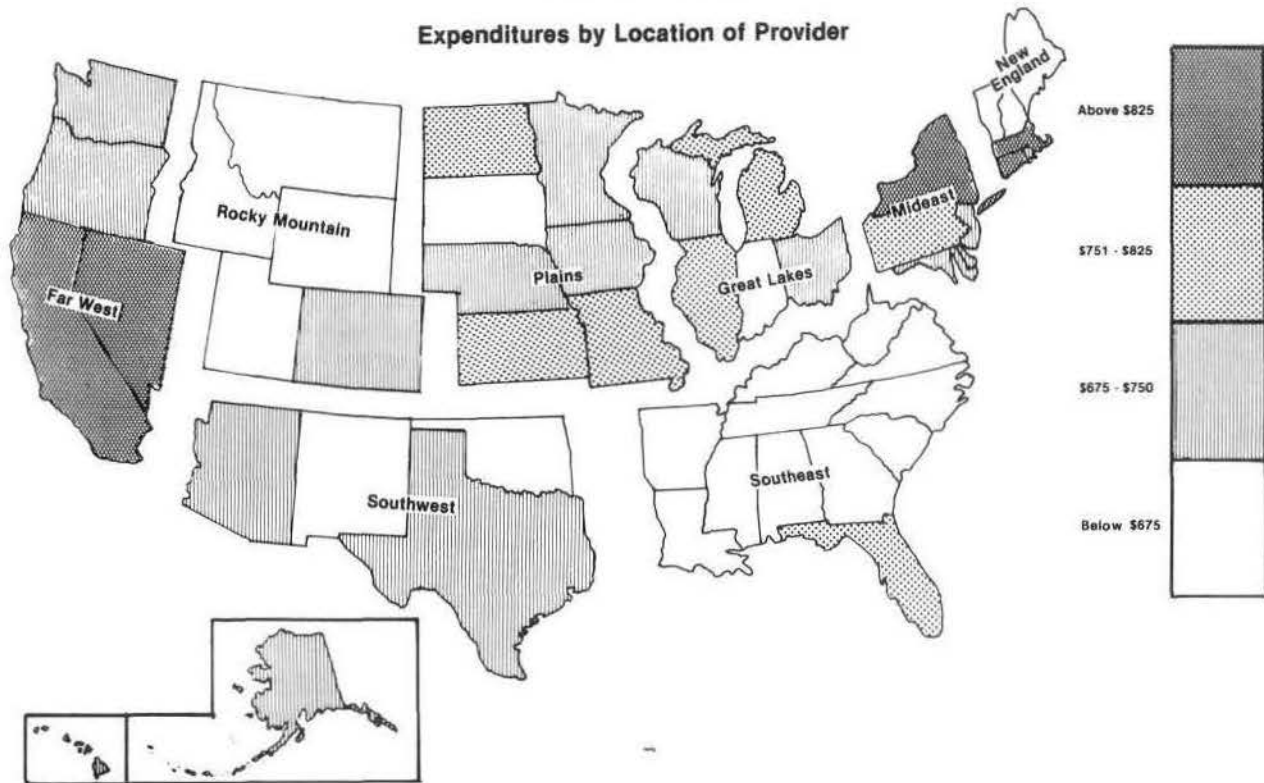 Expenditures by Location of Provider
New
England
Above $825
Mideast
Rocky Mountain
$751 - $825
Plains
Great Lakes
Far West
$675 - $750
Southwest
Southeast
Below $675